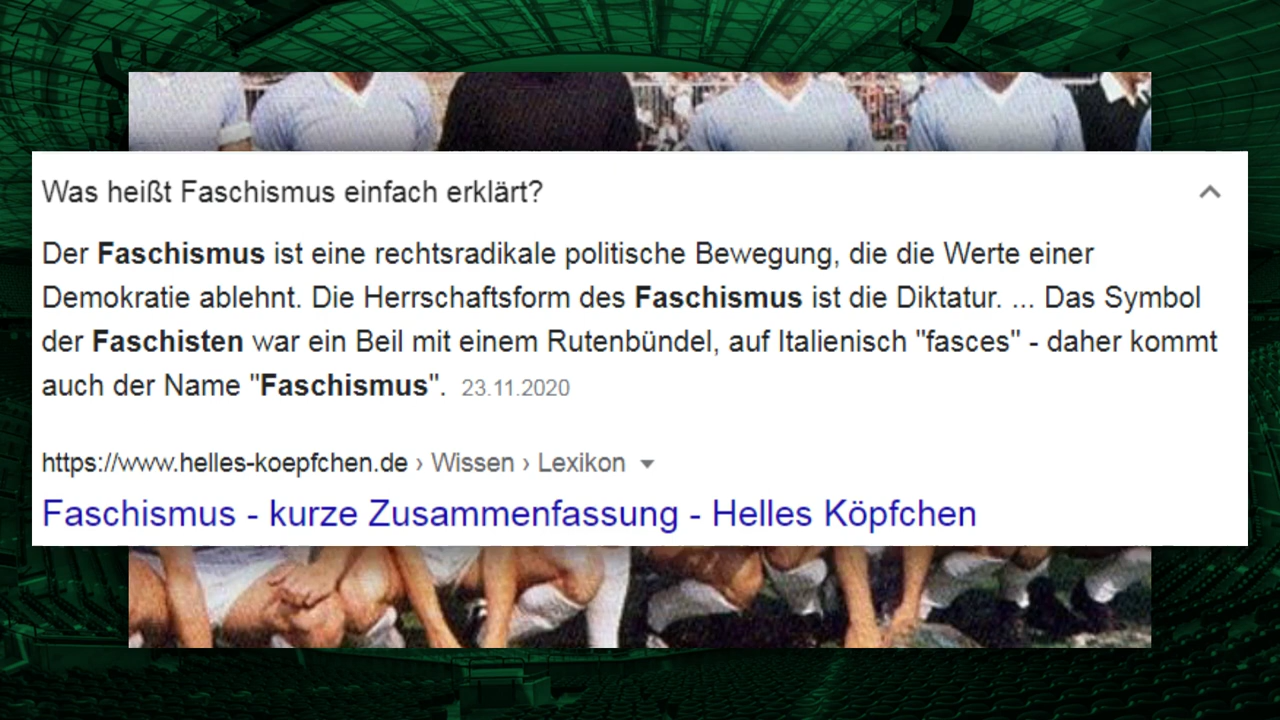 Was heißt Faschismus einfach erklärt?
Der Faschismus ist eine rechtsradikale politische Bewegung, die die Werte einer
Demokratie ablehnt. Die Herrschaftsform des Faschismus ist die Diktatur. ... Das Symbol
der Faschisten war ein Beil mit einem Rutenbündel, auf Italienisch "fasces" - daher kommt
auch der Name "Faschismus". 23.11.2020
https://www.helles-koepfchen.de › Wissen › Lexikon
Faschismus - kurze Zusammenfassung - Helles Köpfchen